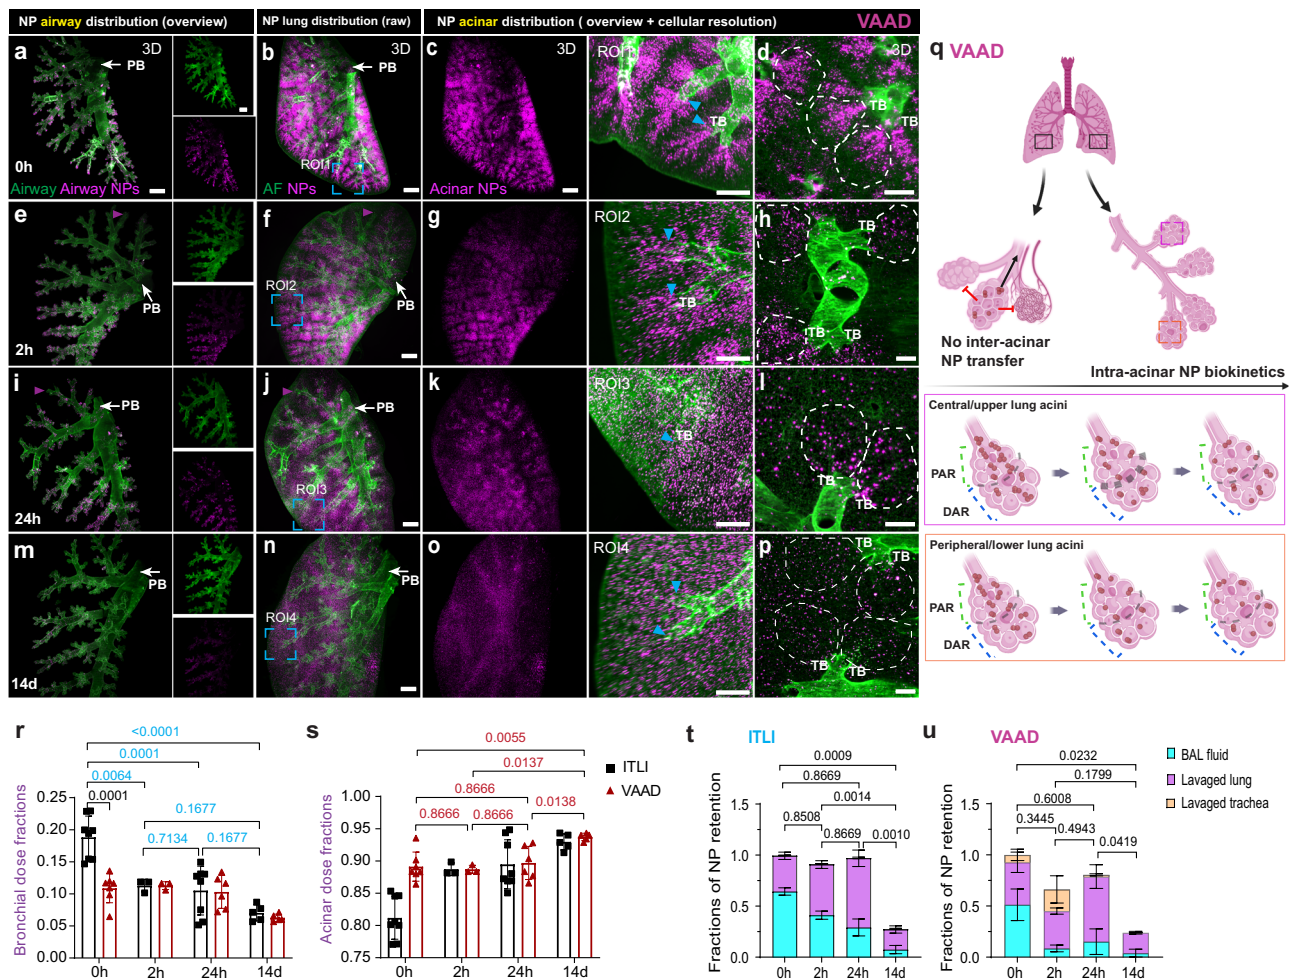 NP airway distribution (overview)
NP lung distribution (raw)
NP acinar distribution ( overview + cellular resolution)
VAAD
a 3D PB
b 3D PB
c 3D
ROI1 TB
d 3D TB
0h
Airway Airway NPs
ROI1
AF NPs
Acinar NPs
e PB
f ROI2 PB
g
ROI2 TB
h TB TB TB
2h
i PB
j PB ROI3
k
ROI3 TB
l TB TB
24h
m PB
n PB ROI4
o
ROI4
p TB TB TB
14d
q VAAD
No inter-acinar
NP transfer
Intra-acinar NP biokinetics
Central/upper lung acini
PAR
DAR
Peripheral/lower lung acini
PAR
DAR
r
<0.0001
0.0001
0.0064
0.0001
0.1677
0.7134 0.1677
Bronchial dose fractions
0.25
0.20
0.15
0.10
0.05
0.00
0h 2h 24h 14d
s
0.0055
0.0137
0.8666
0.0138
0.8666 0.8666
Acinar dose fractions
1.00
0.95
0.90
0.85
0.80
0.75
0h 2h 24h 14d
ITLI
VAAD
t ITLI
0.0009
0.8669
0.0014
0.8508
0.8669 0.0010
Fractions of NP retention
1.5
1.0
0.5
0.0
0h 2h 24h 14d
u VAAD
0.0232
0.1799
0.6008
0.3445
0.4943
0.0419
Fractions of NP retention
1.5
1.0
0.5
0.0
0h 2h 24h 14d
BAL fluid
Lavaged lung
Lavaged trachea